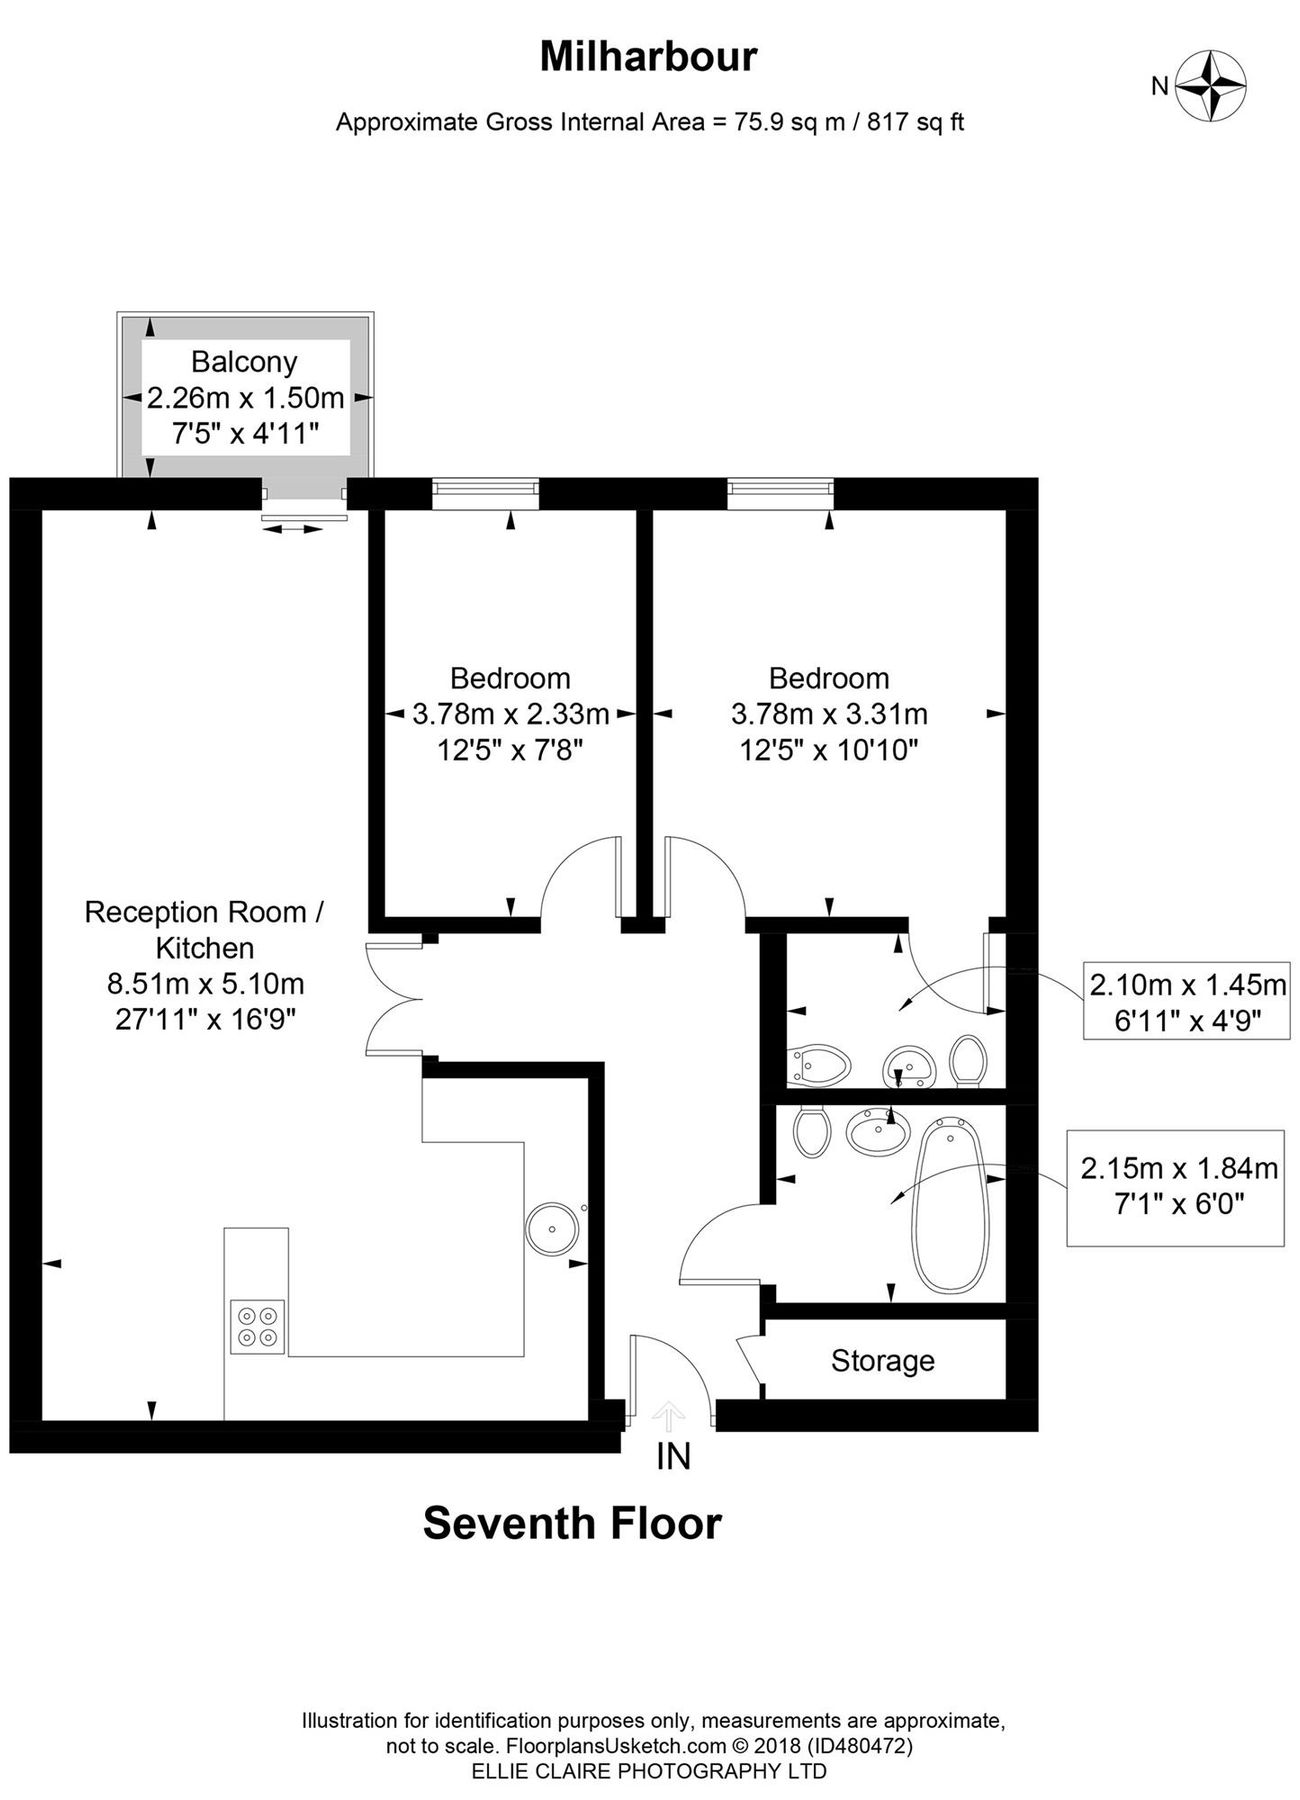 Milharbour
N
Approximate Gross Internal Area = 75.9 sq m / 817 sq ft
Balcony
2.26m x 1.50m
7'5" x 4'11"
Bedroom
3.78m x 2.33m
12'5" x 7'8"
Bedroom
3.78m x 3.31m
12'5" x 10'10"
Reception Room /
Kitchen
8.51m x 5.10m
27'11" x 16'9"
2.10m x 1.45m
6'11" x 4'9"
2.15m x 1.84m
7'1" x 6'0"
Storage
IN
Seventh Floor
Illustration for identification purposes only, measurements are approximate,
not to scale. FloorplansUsketch.com © 2018 (ID480472)
ELLIE CLAIRE PHOTOGRAPHY LTD